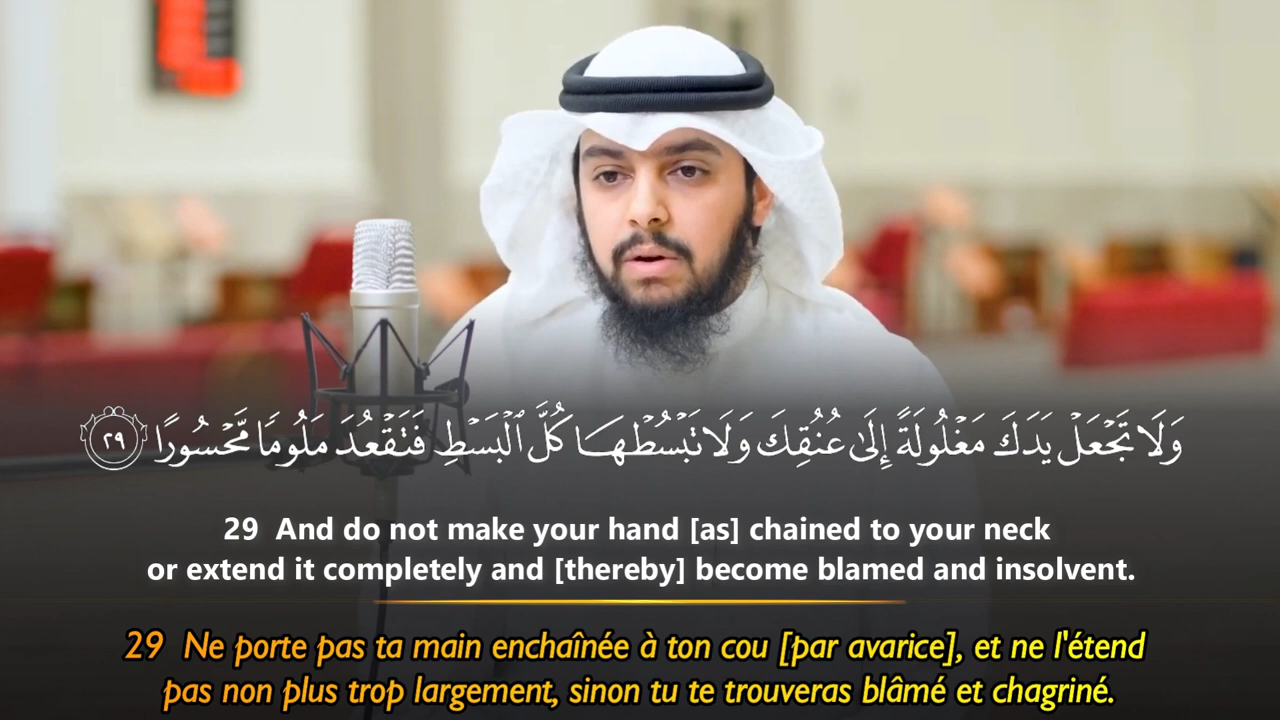 وَلَا تَجْعَلْ يَدَكَ مَغْلُولَةً إِلَىٰ عُنُقِكَ وَلَا تَبْسُطْهَا كُلَّ ٱلْبَسْطِ فَتَقْعُدَ مَلُومًا مَّحْسُورًا ٢٩
29 And do not make your hand [as] chained to your neck
or extend it completely and [thereby] become blamed and insolvent.
29 Ne porte pas ta main enchaînée à ton cou [par avarice], et ne l'étend
pas non plus trop largement, sinon tu te trouveras blâmé et chagriné.